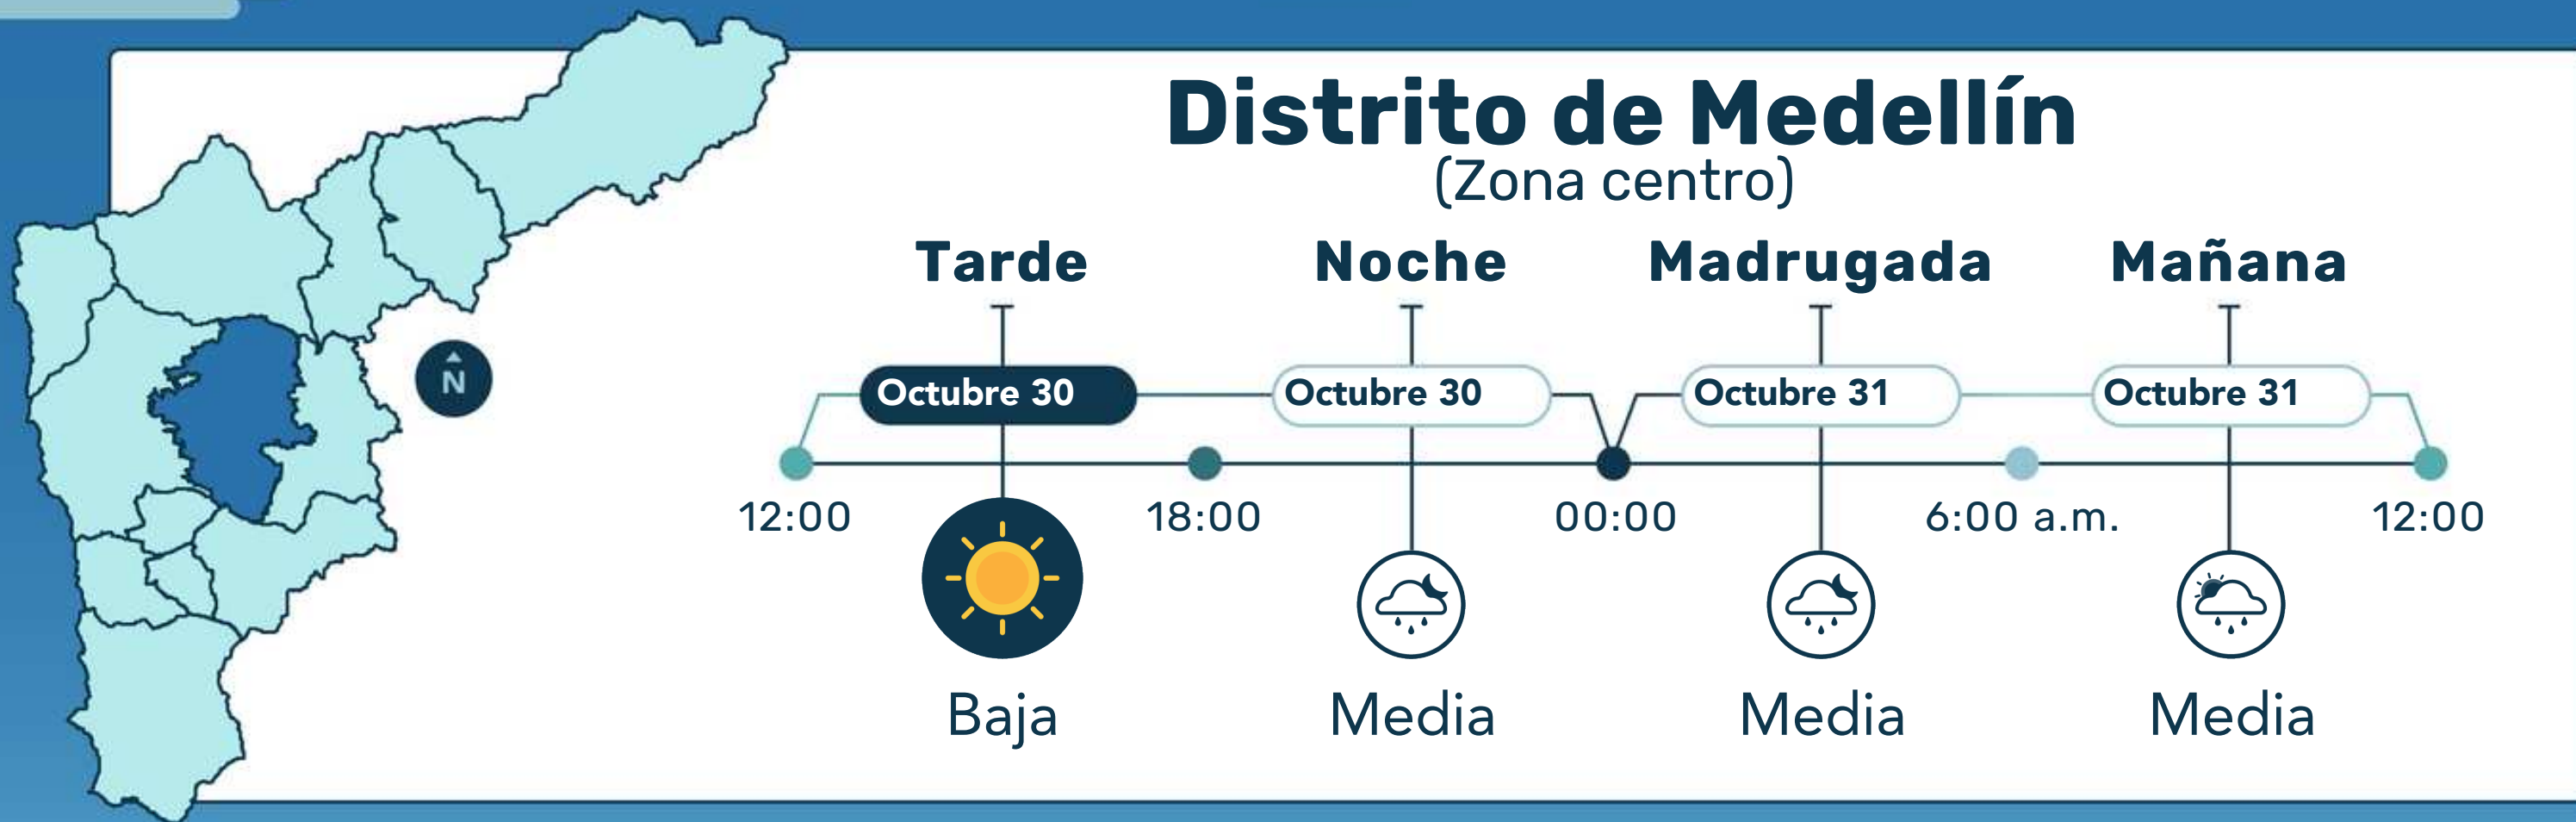 Distrito de Medellín
(Zona centro)
Tarde Noche Madrugada Mañana
Octubre 30 Octubre 30 Octubre 31 Octubre 31
N
12:00 18:00 00:00 6:00 a.m. 12:00
Baja Media Media Media